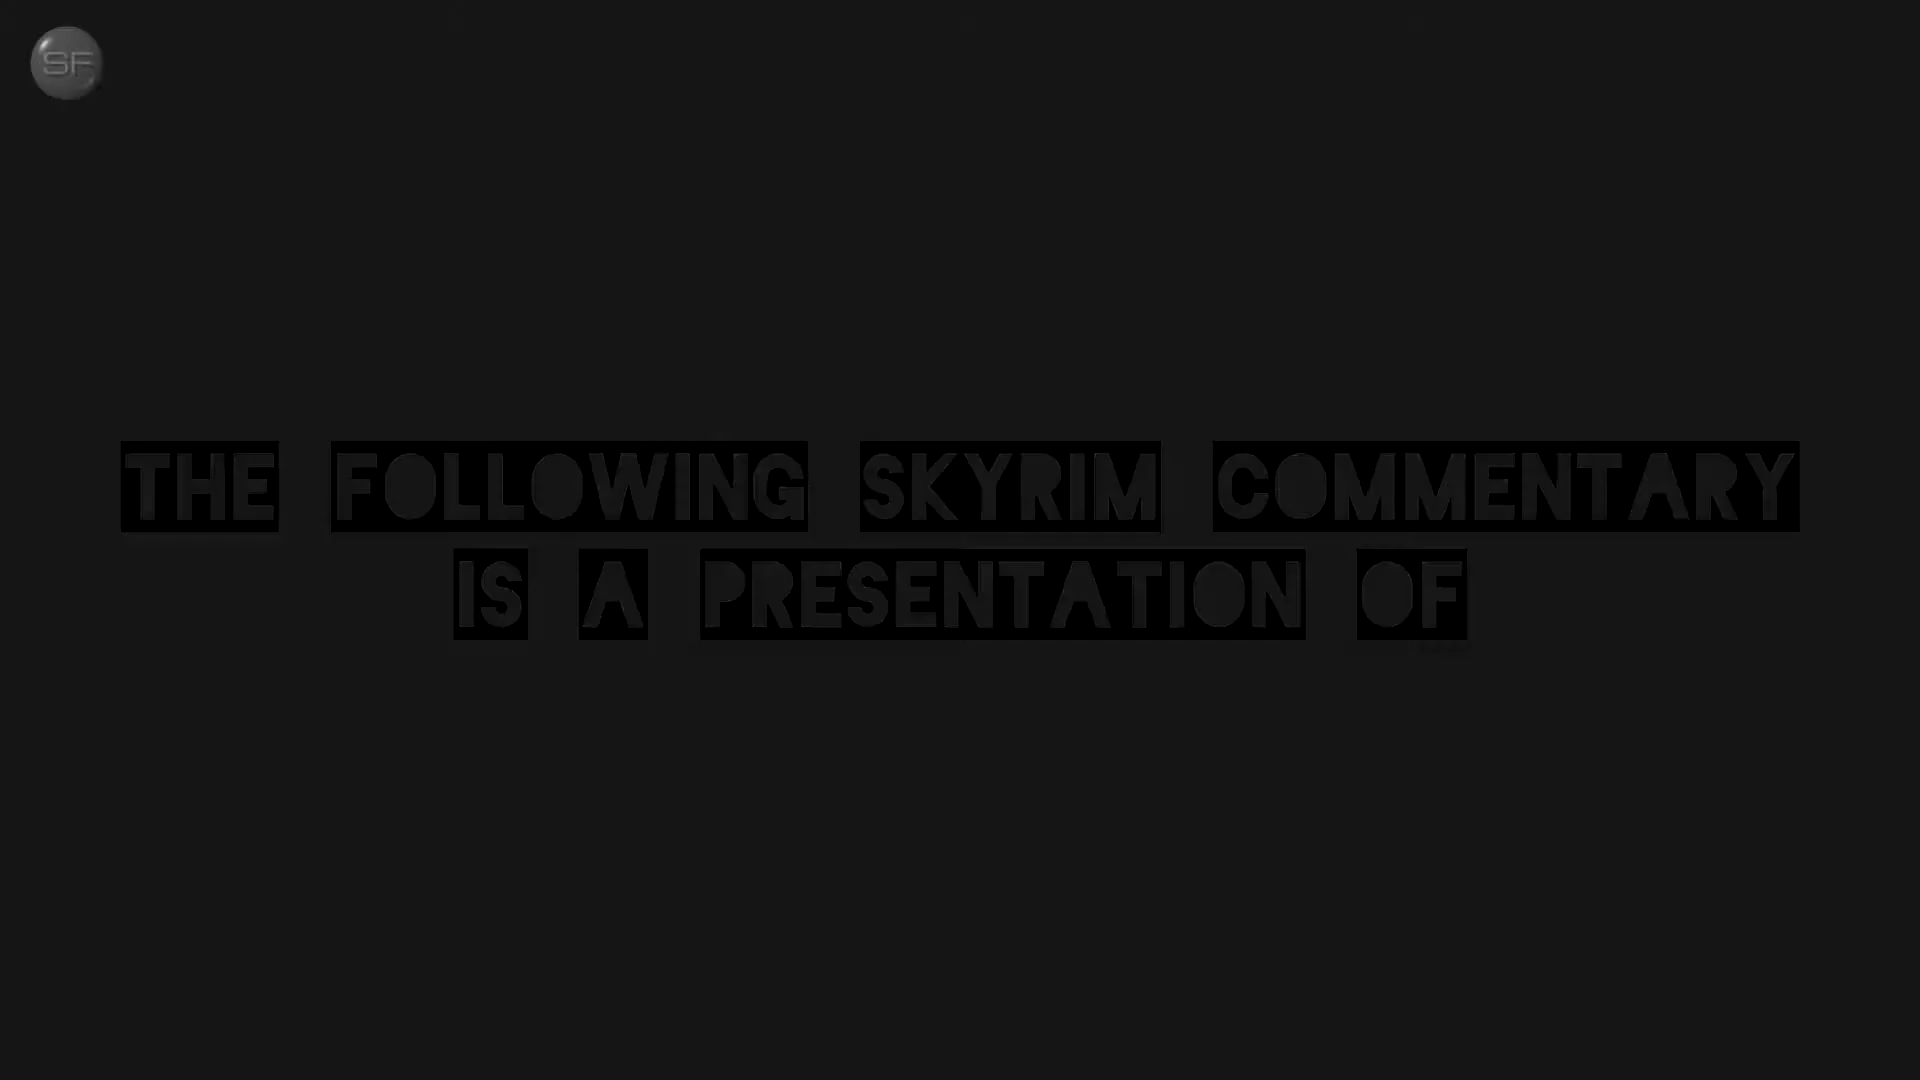 SF
THE FOLLOWING SKYRIM COMMENTARY
IS A PRESENTATION OF